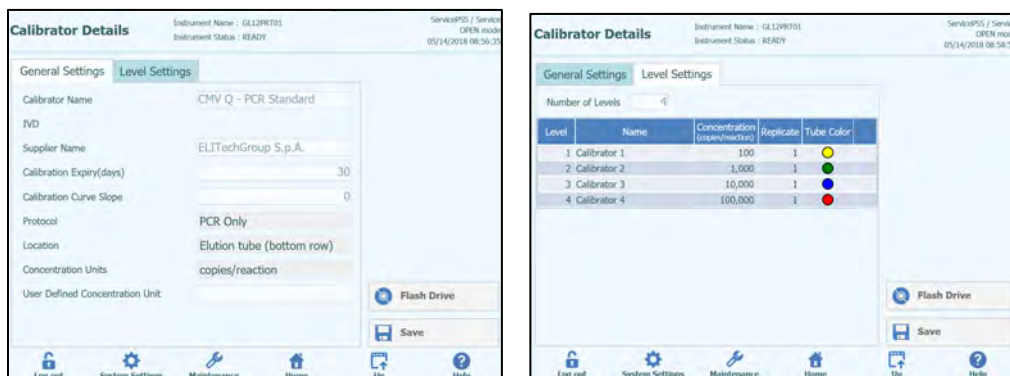 Calibrator Details
Instrument Name : GL12PRT01
Instrument Status : READY
ServicePSS / Service
OPEN mode
05/14/2018 08:56:35
General Settings
Level Settings
Calibrator Name
CMV Q - PCR Standard
IVD
Supplier Name
ELITechGroup S.p.A.
Calibration Expiry(days)
30
Calibration Curve Slope
0
Protocol
PCR Only
Location
Elution tube (bottom row)
Concentration Units
copies/reaction
User Defined Concentration Unit
Flash Drive
Save
Log out
System Settings
Maintenance
Home
Up
Help
Calibrator Details
Instrument Name : GL12PRT01
Instrument Status : READY
ServicePSS / Servic
OPEN mod
05/14/2018 08:58:5
General Settings
Level Settings
Number of Levels 4
Level Name Concentration (copies/reaction) Replicate Tube Color
1 Calibrator 1 100 1
2 Calibrator 2 1,000 1
3 Calibrator 3 10,000 1
4 Calibrator 4 100,000 1
Flash Drive
Save
Log out
System Settings
Maintenance
Home
Up
Help